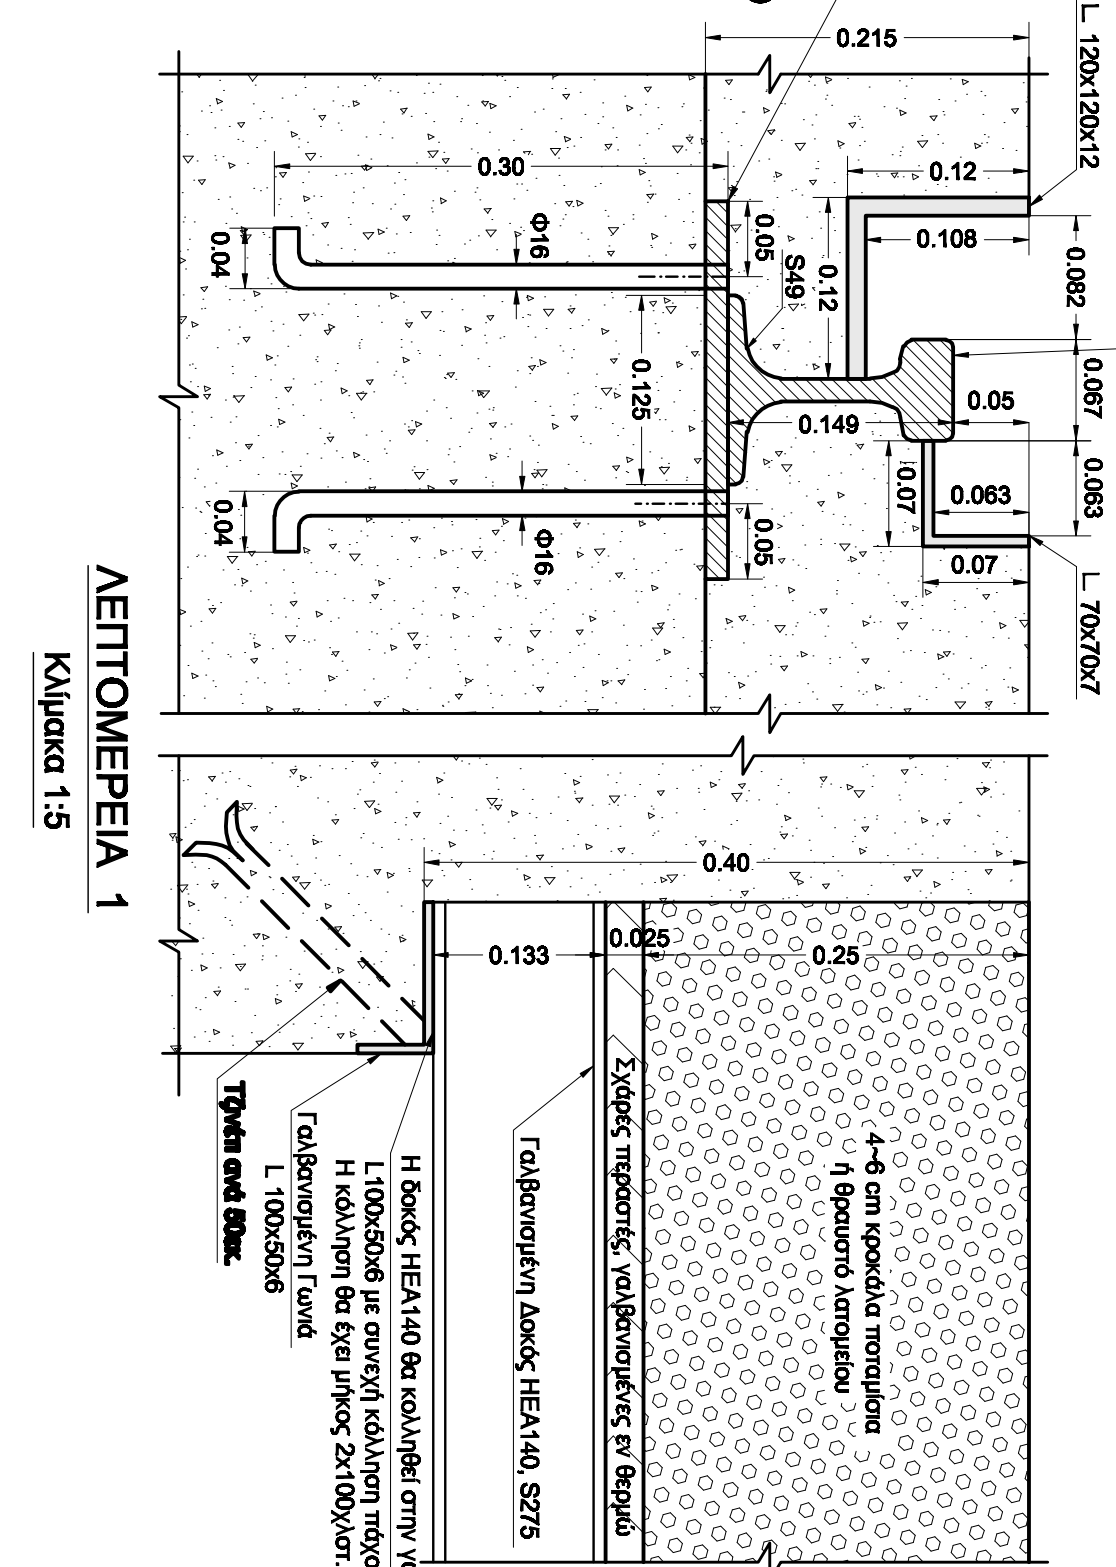 L 120x120x12
0.215
0.12
0.108
0.082
0.067
0.05
0.063
0.063
0.07
0.07
L 70x70x7
0.30
0.05
S49
0.12
0.149
Φ16
0.04
0.125
0.04
Φ16
0.05
ΛΕΠΤΟΜΕΡΕΙΑ 1
Κλίμακα 1:5
0.40
0.25
0.025
0.133
4~6 cm κροκάλα ποταμίσια
ή θραυστό λατομείου
Σχάρες περαστές, γαλβανισμένες εν θερμώ
Γαλβανισμένη Δοκός HEA140, S275
Η δοκός HEA140 θα κολληθεί στην
L100x50x6 με συνεχή κόλληση
Η κόλληση θα έχει μήκος 2x100χλστ.
Γαλβανισμένη Γωνιά
L 100x50x6
Τζινέτι ανά 50εκ.